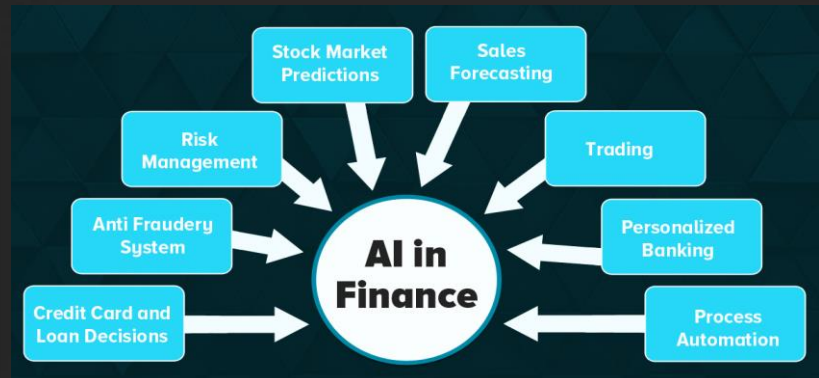 Stock Market
Predictions
Sales
Forecasting
Risk
Management
Trading
Anti Fraudery
System
Personalized
Banking
Credit Card and
Loan Decisions
Process
Automation
AI in
Finance